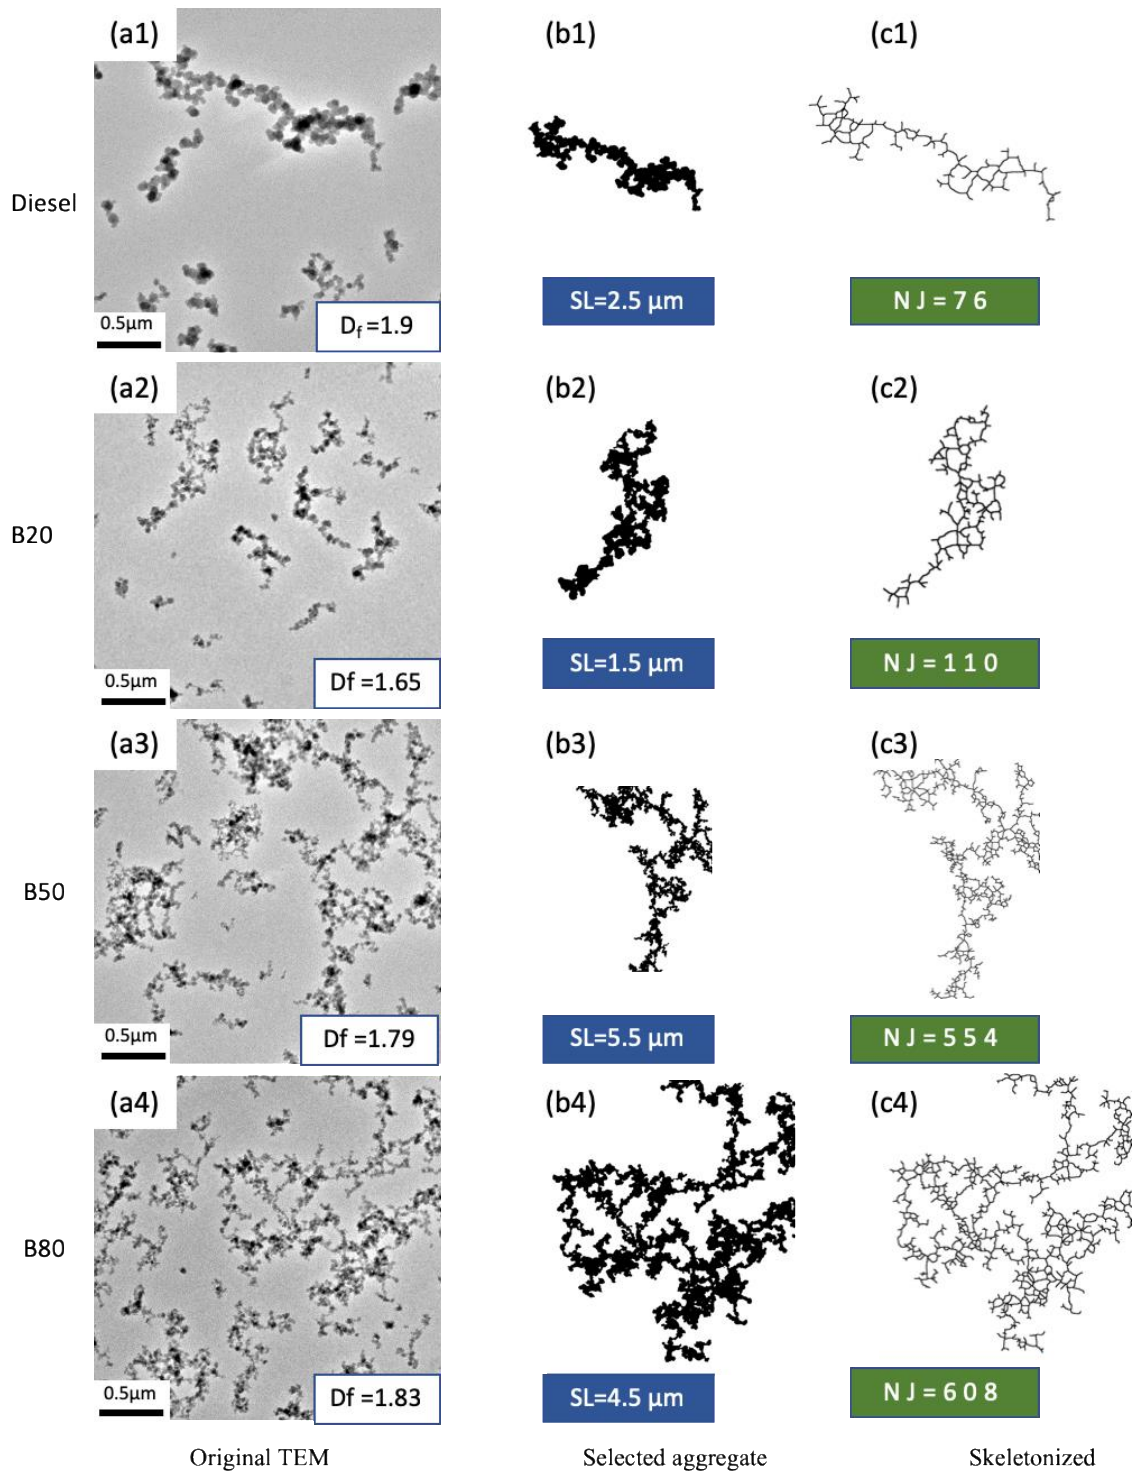 (a1) (b1) (c1)
Diesel
0.5µm
D_f =1.9
SL=2.5 µm
N J = 7 6
(a2) (b2) (c2)
B20
0.5µm
Df =1.65
SL=1.5 µm
N J = 1 1 0
(a3) (b3) (c3)
B50
0.5µm
Df =1.79
SL=5.5 µm
N J = 5 5 4
(a4) (b4) (c4)
B80
0.5µm
Df =1.83
SL=4.5 µm
N J = 6 0 8
Original TEM Selected aggregate Skeletonized